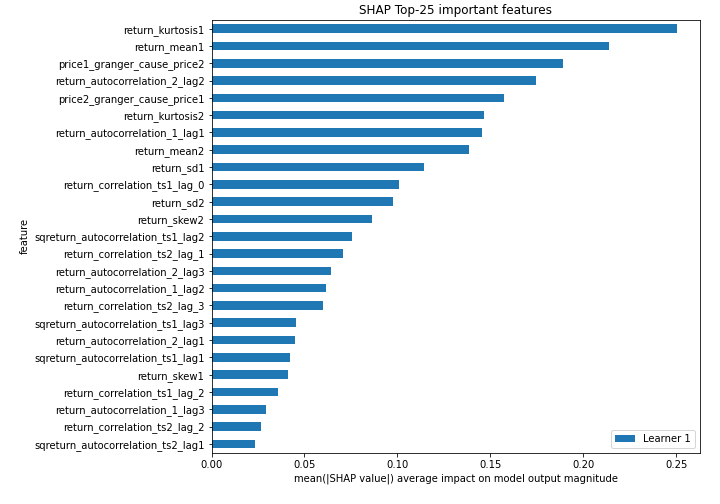 SHAP Top-25 important features
return_kurtosis1
return_mean1
price1_granger_cause_price2
return_autocorrelation_2_lag2
price2_granger_cause_price1
return_kurtosis2
return_autocorrelation_1_lag1
return_mean2
return_sd1
return_correlation_ts1_lag_0
return_sd2
return_skew2
sqreturn_autocorrelation_ts1_lag2
return_correlation_ts2_lag_1
return_autocorrelation_2_lag3
return_autocorrelation_1_lag2
return_correlation_ts2_lag_3
sqreturn_autocorrelation_ts1_lag3
return_autocorrelation_2_lag1
sqreturn_autocorrelation_ts1_lag1
return_skew1
return_correlation_ts1_lag_2
return_autocorrelation_1_lag3
return_correlation_ts2_lag_2
sqreturn_autocorrelation_ts2_lag1
feature
Learner 1
0.00 0.05 0.10 0.15 0.20 0.25
mean(|SHAP value|) average impact on model output magnitude